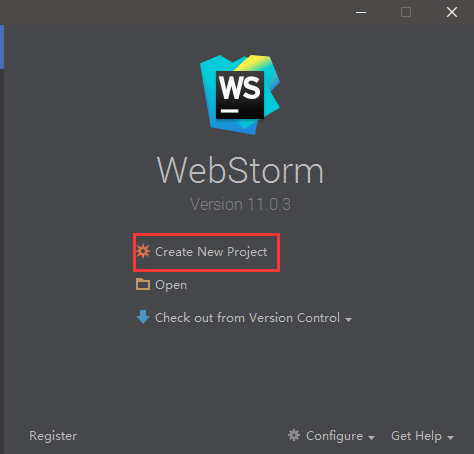 WS
WebStorm
Version 11.0.3
Create New Project
Open
Check out from Version Control
Register
Configure
Get Help